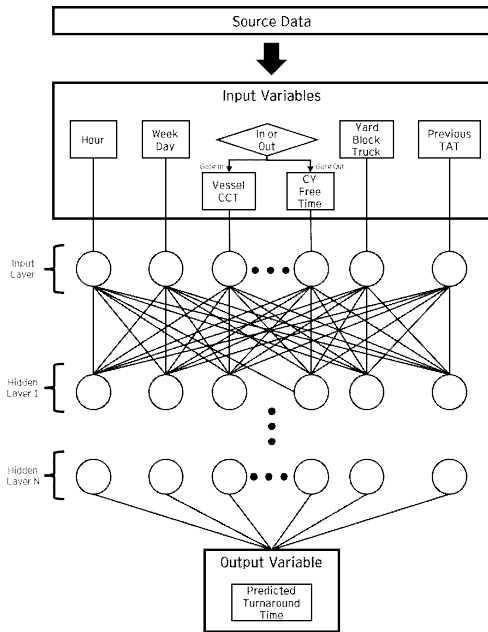 Source Data
Input Variables
Hour
Week
Day
In or
Out
Yard
Block
Truck
Previous
TAT
Gate In
Gate Out
Vessel
CCT
CY
Free
Time
Input
Layer
Hidden
Layer 1
Hidden
Layer N
Output Variable
Predicted
Turnaround
Time